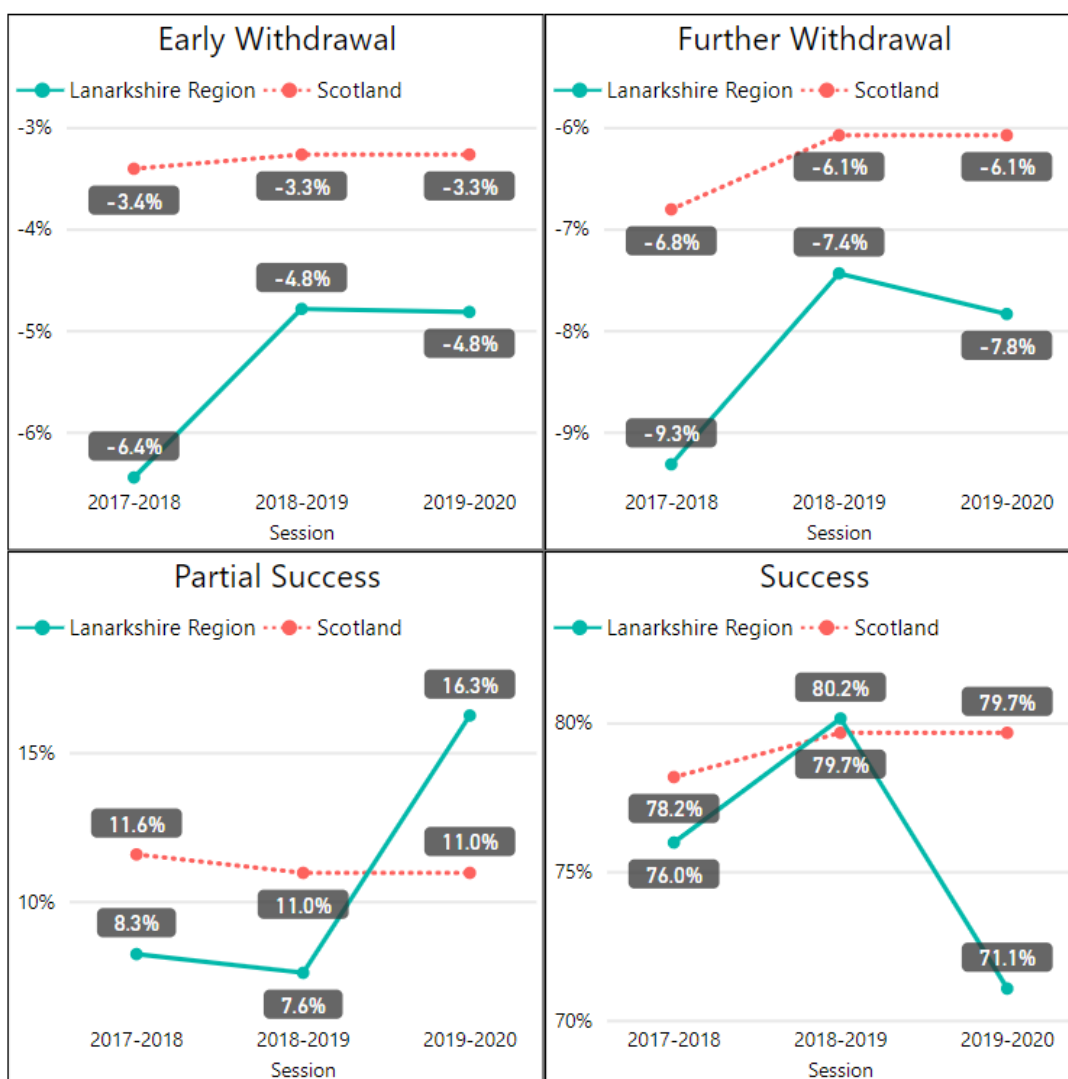 Early Withdrawal
Lanarkshire Region Scotland
-3%
-3.4% -3.3% -3.3%
-4%
-4.8%
-5%
-4.8%
-6%
-6.4%
2017-2018 2018-2019 2019-2020
Session
Further Withdrawal
Lanarkshire Region Scotland
-6%
-6.1% -6.1%
-7%
-6.8% -7.4%
-8%
-7.8%
-9%
-9.3%
2017-2018 2018-2019 2019-2020
Session
Partial Success
Lanarkshire Region Scotland
16.3%
15%
11.6% 11.0%
10%
8.3% 11.0%
7.6%
2017-2018 2018-2019 2019-2020
Session
Success
Lanarkshire Region Scotland
80.2% 79.7%
80%
78.2% 79.7%
75%
76.0%
71.1%
70%
2017-2018 2018-2019 2019-2020
Session